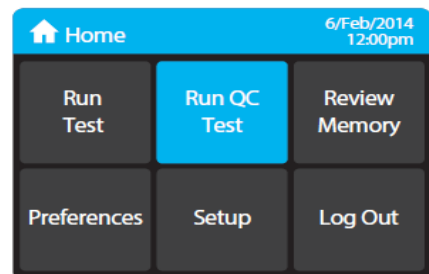 Home
6/Feb/2014
12:00pm
Run
Test
Run QC
Test
Review
Memory
Preferences
Setup
Log Out